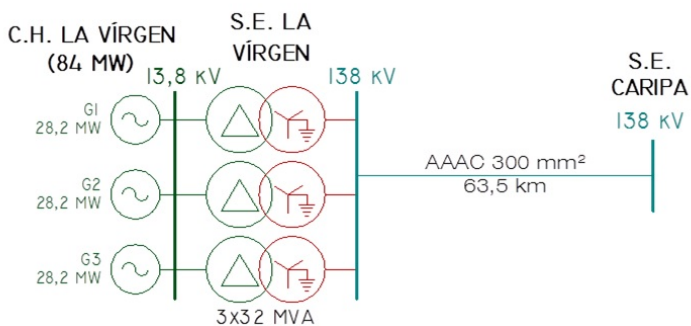 C.H. LA VÍRGEN
(84 MW)
S.E. LA
VÍRGEN
13,8 KV
138 KV
S.E.
CARIPA
138 KV
G1
28,2 MW
G2
28,2 MW
G3
28,2 MW
AAAC 300 mm²
63,5 km
3x32 MVA